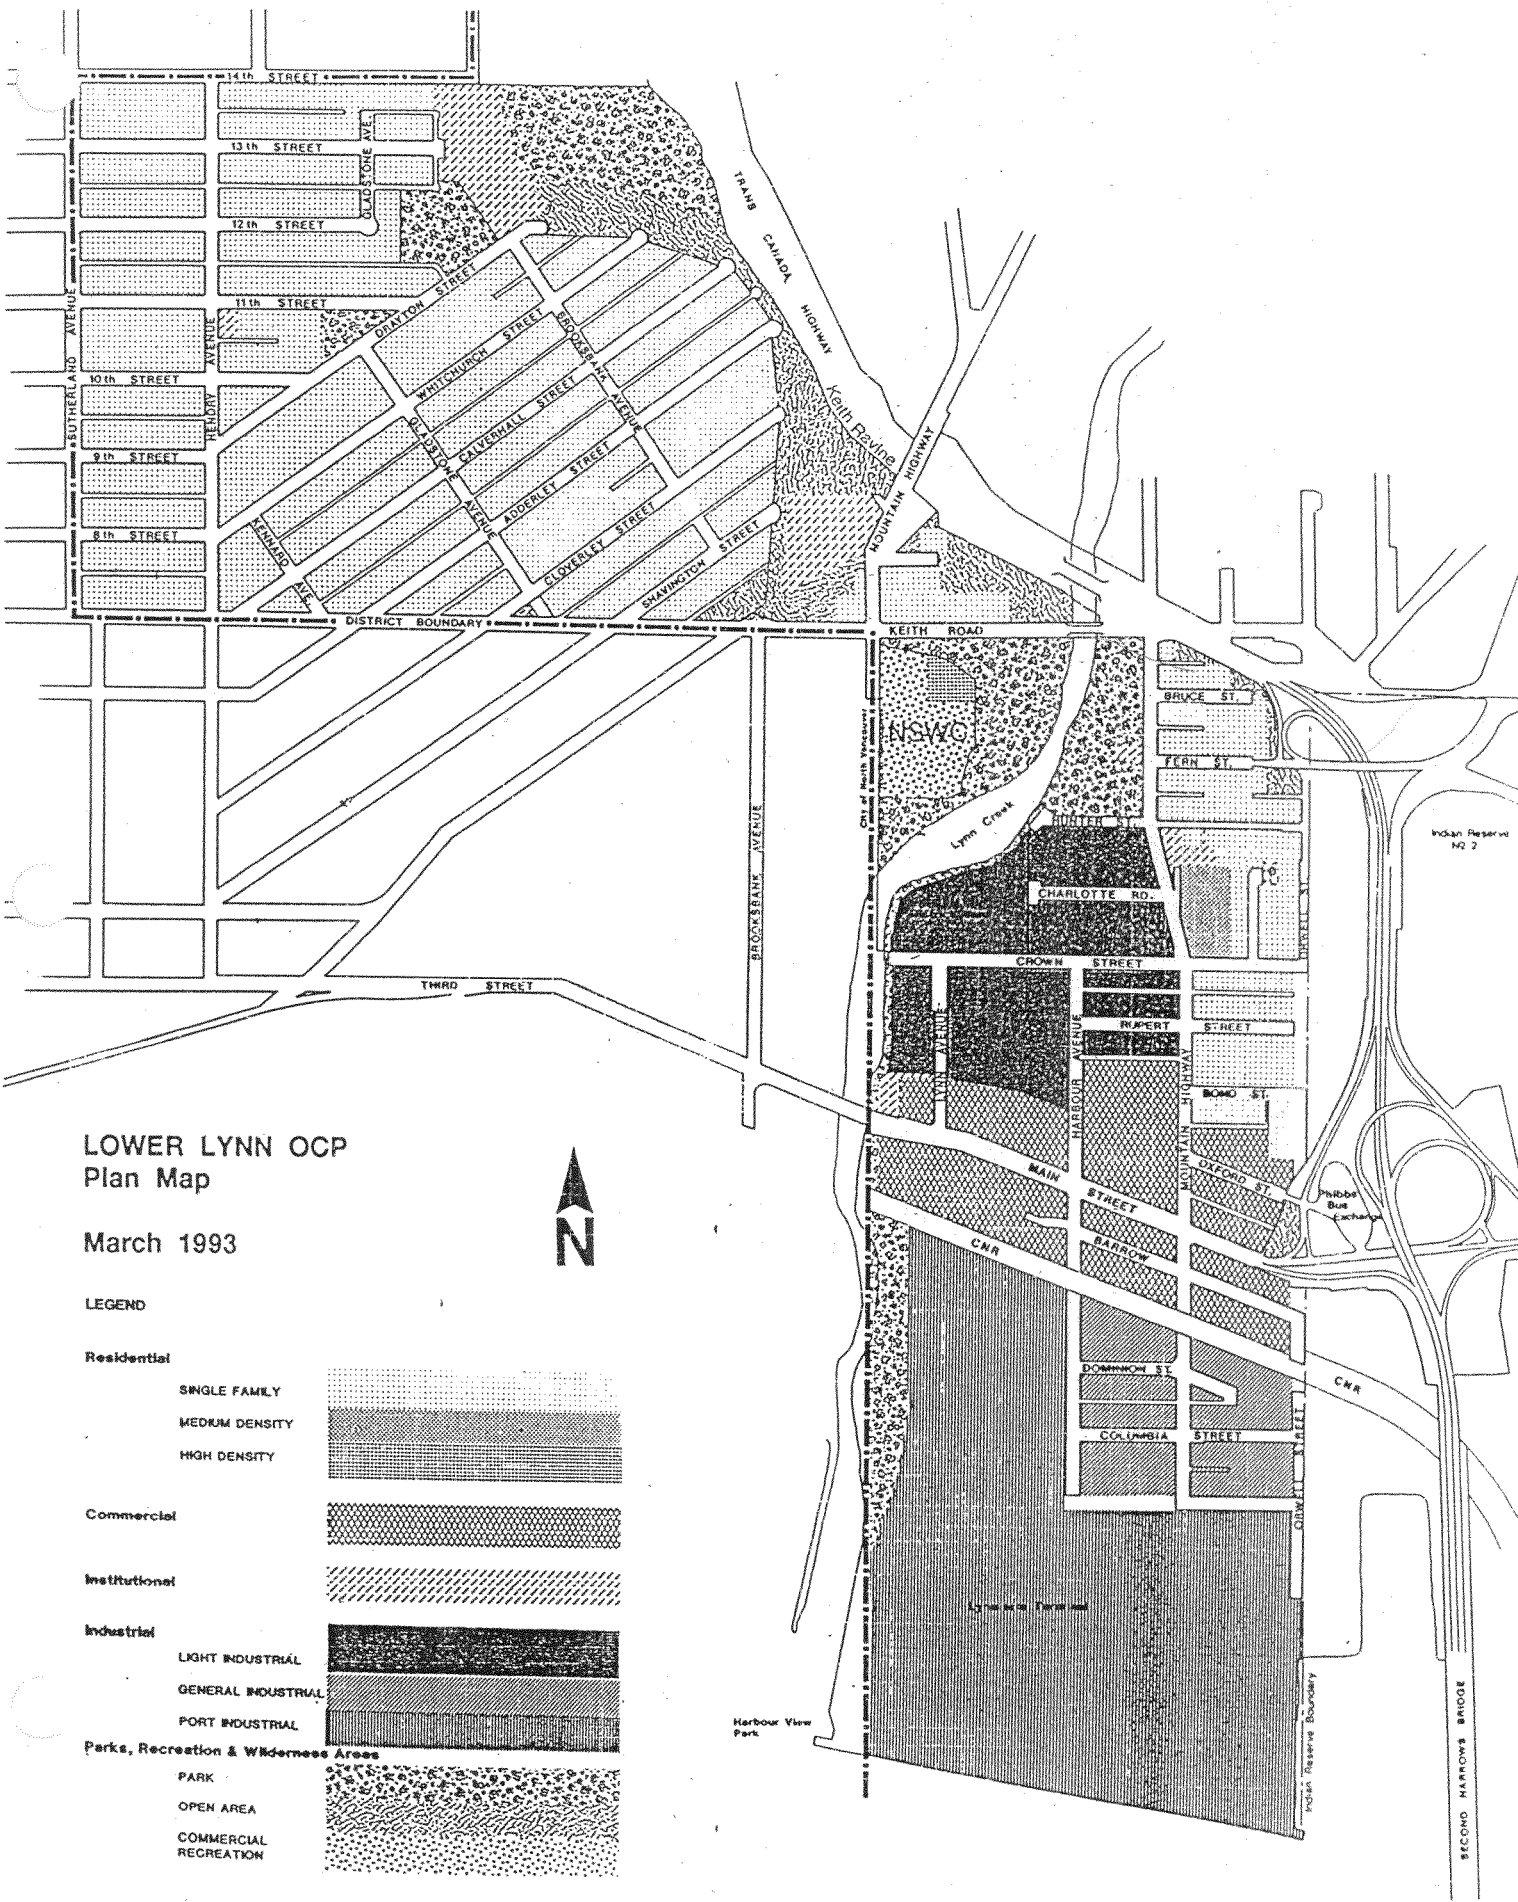 14th STREET
13th STREET
GLADSTONE AVE.
12th STREET
TRANS CANADA HIGHWAY
11th STREET
DRAYTON STREET
SUTHERLAND AVENUE
HENDRY AVENUE
WHITCHURCH STREET
BROOKSBANK AVENUE
10th STREET
CALVERHALL STREET
GLADSTONE AVENUE
Keith Ravine
MOUNTAIN HIGHWAY
9th STREET
ADDERLEY STREET
8th STREET
KENNARD AVE.
CLOVERLEY STREET
SHAVINGTON STREET
DISTRICT BOUNDARY
KEITH ROAD
BRUCE ST.
NSWC
City of North Vancouver
FERN ST.
Lynn Creek
HUNTER ST.
Indian Reserve
Nº 2
CHARLOTTE RD.
BROOKSBANK AVENUE
CROWN STREET
THIRD STREET
RUPERT STREET
LYNN AVENUE
HARBOUR AVENUE
MOUNTAIN HIGHWAY
BOND ST.
LOWER LYNN OCP
Plan Map
N
March 1993
OXFORD ST.
MAIN STREET
Phibbs
Bus
Exchange
CNR
BARROW
DOMINION ST.
CNR
COLUMBIA STREET
ORWELL STREET
LEGEND
Residential
SINGLE FAMILY
MEDIUM DENSITY
HIGH DENSITY
Commercial
Institutional
Industrial
LIGHT INDUSTRIAL
GENERAL INDUSTRIAL
PORT INDUSTRIAL
Parks, Recreation & Wilderness Areas
PARK
OPEN AREA
COMMERCIAL
RECREATION
Harbour View
Park
Indian Reserve Boundary
SECOND NARROWS BRIDGE